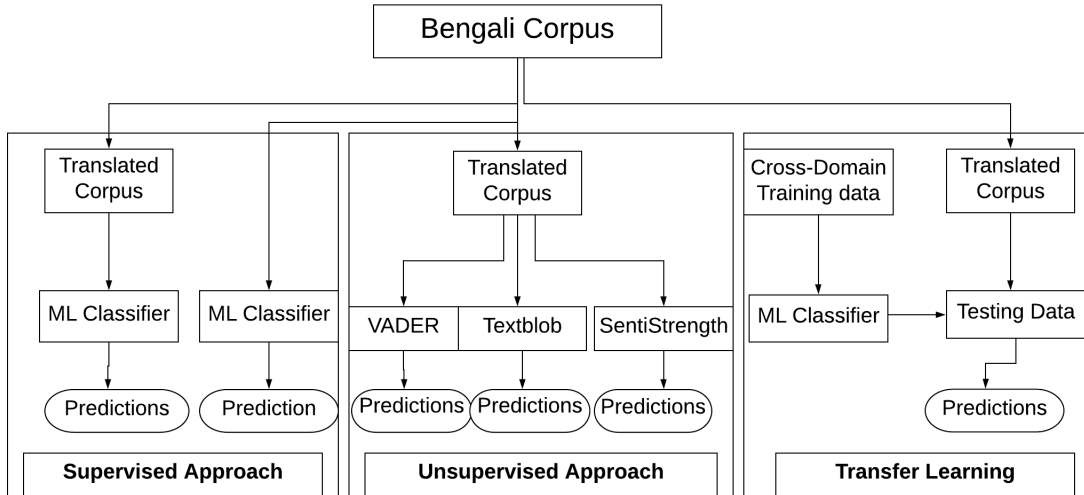 Bengali Corpus
Translated
Corpus
ML Classifier
ML Classifier
Predictions
Prediction
Supervised Approach
Translated
Corpus
VADER
Textblob
SentiStrength
Predictions
Predictions
Predictions
Unsupervised Approach
Cross-Domain
Training data
Translated
Corpus
ML Classifier
Testing Data
Predictions
Transfer Learning